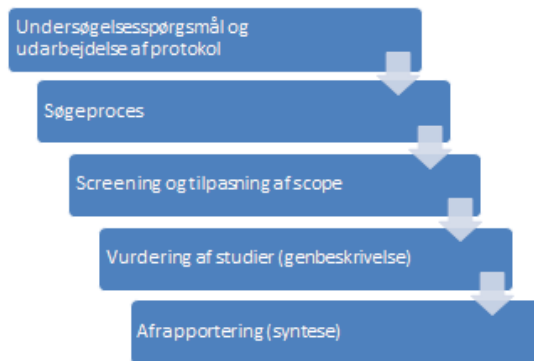 Undersøgelsesspørgsmål og
udarbejdelse af protokol
Søgeproces
Screening og tilpasning af scope
Vurdering af studier (genbeskrivelse)
Afrapportering (syntese)